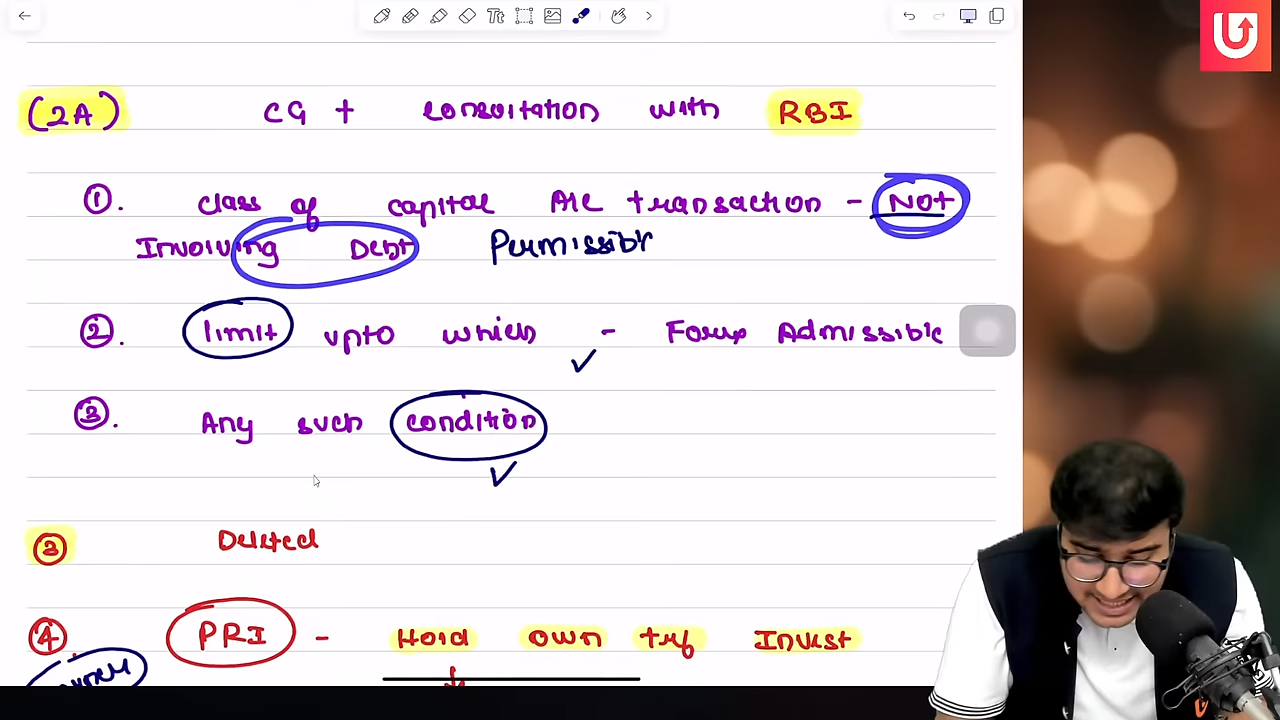 Tt
(2A) CG + consultation with RBI
①. class of capital A/c transaction - Not
Involving Debt Permissible
②. limit upto which - Forex Admissible
③. Any such condition
③ Deleted
④. PRI - Hold own trf Invest